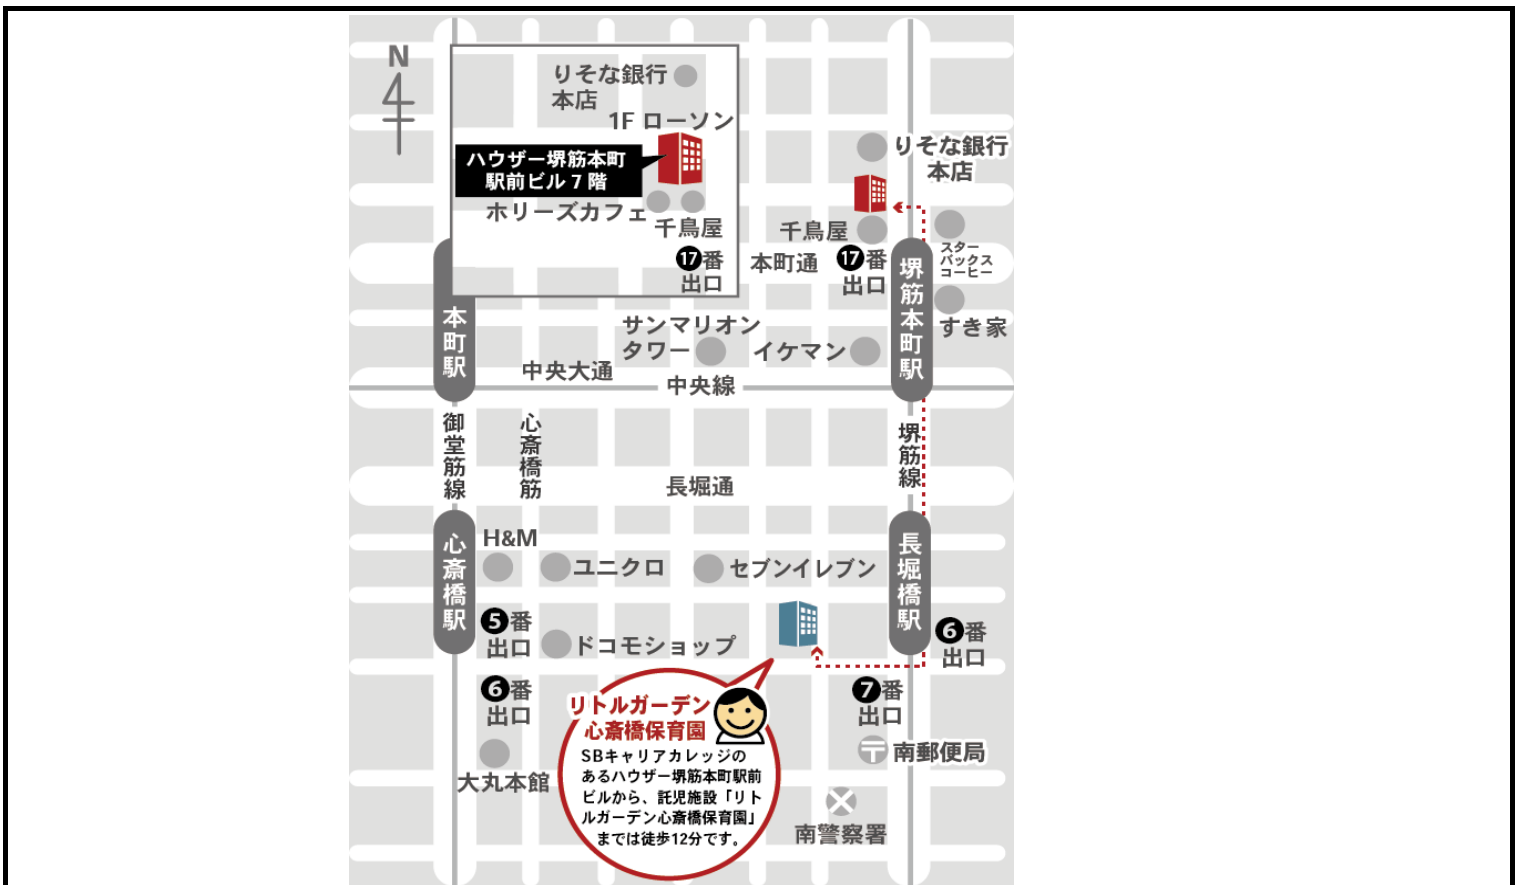 N
りそな銀行
本店
1F ローソン
ハウザー堺筋本町
駅前ビル7階
ホリーズカフェ
千鳥屋
17番
出口
りそな銀行
本店
千鳥屋
17番
出口
本町通
スター
バックス
コーヒー
すき家
堺筋本町駅
本町駅
サンマリオン
タワー
イケマン
中央大通
中央線
御堂筋線
心斎橋筋
堺筋線
長堀通
心斎橋駅
長堀橋駅
H&M
ユニクロ
セブンイレブン
5番
出口
ドコモショップ
6番
出口
6番
出口
7番
出口
リトルガーデン
心斎橋保育園
SBキャリアカレッジの
あるハウザー堺筋本町駅前
ビルから、託児施設「リト
ルガーデン心斎橋保育園」
までは徒歩12分です。
大丸本館
南郵便局
南警察署